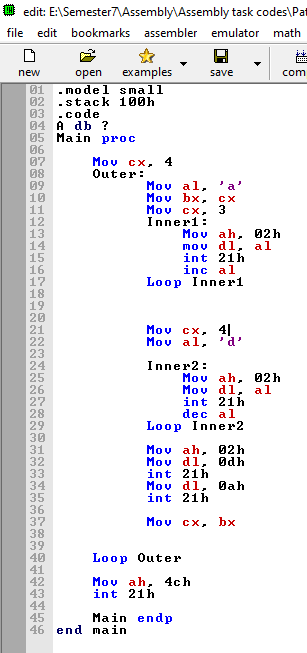 edit: E:\Semester7\Assembly\Assembly task codes\Pat
file edit bookmarks assembler emulator math
new open examples save com
01 .model small
02 .stack 100h
03 .code
04 A db ?
05 Main proc
06
07 Mov cx, 4
08 Outer:
09 Mov al, 'a'
10 Mov bx, cx
11 Mov cx, 3
12 Inner1:
13 Mov ah, 02h
14 mov dl, al
15 int 21h
16 inc al
17 Loop Inner1
18
19
20
21 Mov cx, 4
22 Mov al, 'd'
23
24 Inner2:
25 Mov ah, 02h
26 Mov dl, al
27 int 21h
28 dec al
29 Loop Inner2
30
31 Mov ah, 02h
32 Mov dl, 0dh
33 int 21h
34 Mov dl, 0ah
35 int 21h
36
37 Mov cx, bx
38
39
40 Loop Outer
41
42 Mov ah, 4ch
43 int 21h
44
45 Main endp
46 end main